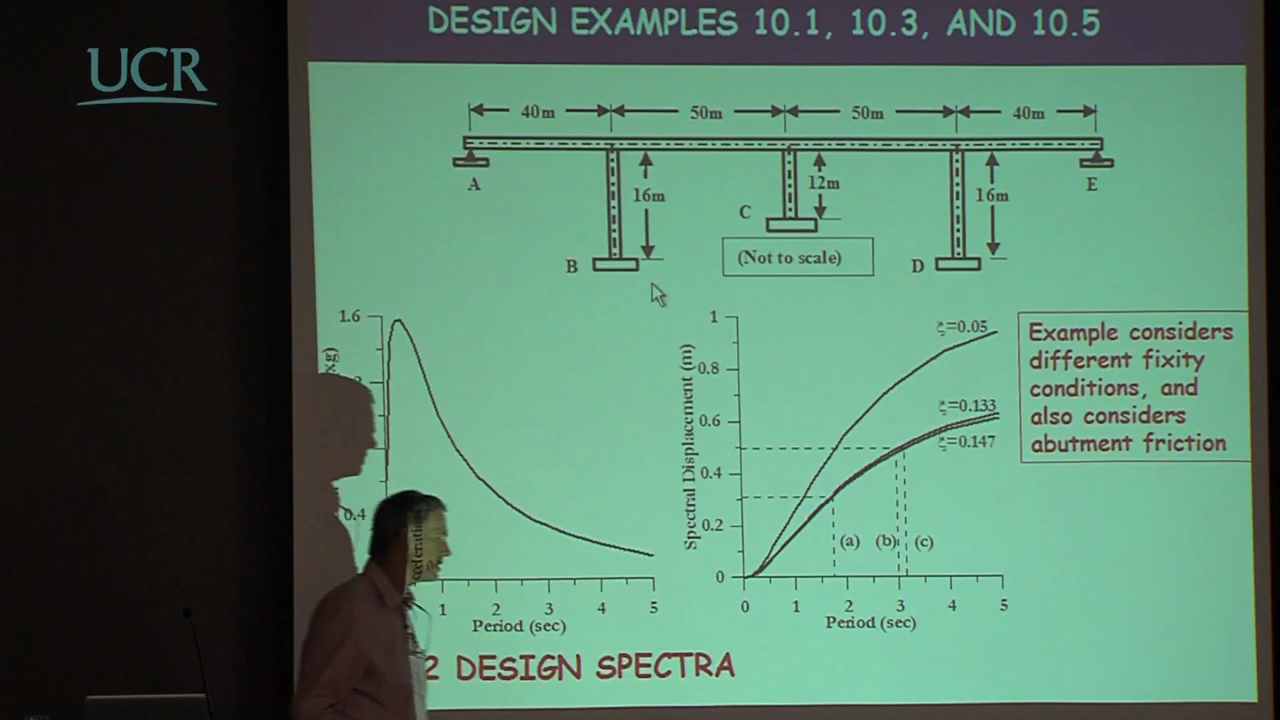 UCR
DESIGN EXAMPLES 10.1, 10.3, AND 10.5
40m 50m 50m 40m
A
16m
12m
16m
E
C
B
(Not to scale)
D
1.6
xg)
0.4
1 2 3 4 5
Period (sec)
Spectral Displacement (m)
1
0.8
0.6
0.4
0.2
0
ξ=0.05
ξ=0.133
ξ=0.147
(a) (b) (c)
0 1 2 3 4 5
Period (sec)
Example considers
different fixity
conditions, and
also considers
abutment friction
2 DESIGN SPECTRA